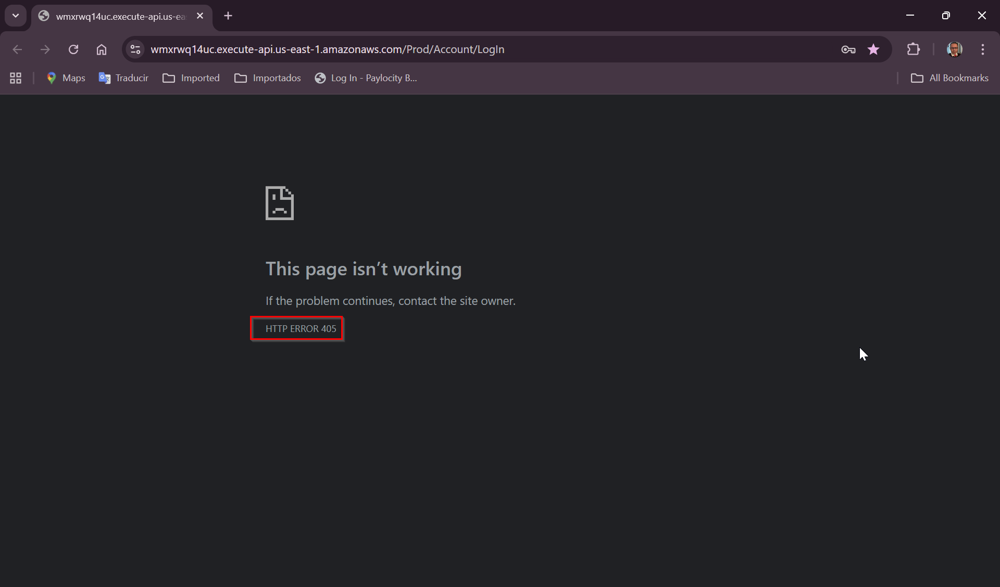 wmxrwq14uc.execute-api.us-ea
wmxrwq14uc.execute-api.us-east-1.amazonaws.com/Prod/Account/LogIn
Maps Traducir Imported Importados Log In - Paylocity B... All Bookmarks
This page isn’t working
If the problem continues, contact the site owner.
HTTP ERROR 405